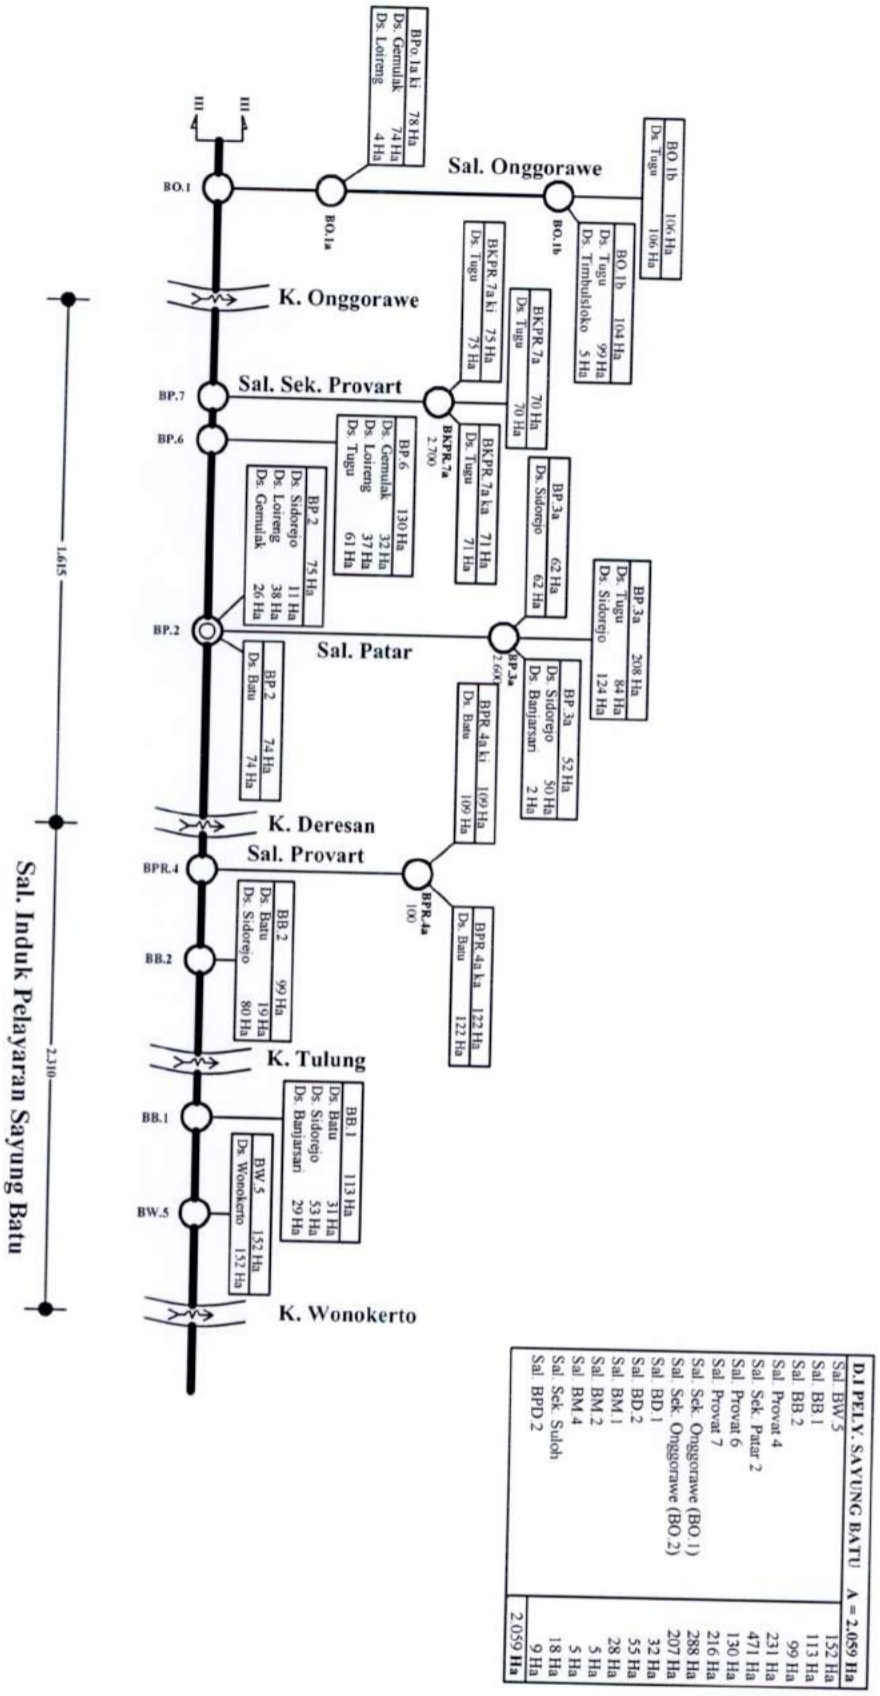 BPo.1a ki 78 Ha
Ds. Gemulak 74 Ha
Ds. Loireng 4 Ha
III
III
BO.1
BO.1a
Sal. Onggorawe
BO.1b
BO.1b 106 Ha
Ds. Tugu 106 Ha
BO.1b 104 Ha
Ds. Tugu 99 Ha
Ds. Timbulsloko 5 Ha
K. Onggorawe
BP.7
Sal. Sek. Provart
BKPR.7a
2.700
BKPR.7a ki 75 Ha
Ds. Tugu 75 Ha
BKPR.7a 70 Ha
Ds. Tugu 70 Ha
BKPR.7a ka 71 Ha
Ds. Tugu 71 Ha
BP.6
BP.6 130 Ha
Ds. Gemulak 32 Ha
Ds. Loireng 37 Ha
Ds. Tugu 61 Ha
BP.2 75 Ha
Ds. Sidorejo 11 Ha
Ds. Loireng 38 Ha
Ds. Gemulak 26 Ha
BP.2
Sal. Patar
BP.2 74 Ha
Ds. Batu 74 Ha
BP.3a
2.600
BP.3a 62 Ha
Ds. Sidorejo 62 Ha
BP.3a 208 Ha
Ds. Tugu 84 Ha
Ds. Sidorejo 124 Ha
BP.3a 52 Ha
Ds. Sidorejo 50 Ha
Ds. Banjarsari 2 Ha
1.615
K. Deresan
BPR.4
Sal. Provart
BPR.4a
100
BPR.4a ki 109 Ha
Ds. Batu 109 Ha
BPR.4a ka 122 Ha
Ds. Batu 122 Ha
BB.2
BB.2 99 Ha
Ds. Batu 19 Ha
Ds. Sidorejo 80 Ha
K. Tulung
BB.1
BB.1 113 Ha
Ds. Batu 31 Ha
Ds. Sidorejo 53 Ha
Ds. Banjarsari 29 Ha
BW.5
BW.5 152 Ha
Ds. Wonokerto 152 Ha
K. Wonokerto
2.310
Sal. Induk Pelayaran Sayung Batu
D.I PELY. SAYUNG BATU A = 2.059 Ha
Sal. BW.5 152 Ha
Sal. BB.1 113 Ha
Sal. BB.2 99 Ha
Sal. Provat 4 231 Ha
Sal. Sek. Patar 2 471 Ha
Sal. Provat 6 130 Ha
Sal. Provat 7 216 Ha
Sal. Sek. Onggorawe (BO.1) 288 Ha
Sal. Sek. Onggorawe (BO.2) 207 Ha
Sal. BD.1 32 Ha
Sal. BD.2 55 Ha
Sal. BM.1 28 Ha
Sal. BM.2 5 Ha
Sal. BM.4 5 Ha
Sal. Sek. Suloh 18 Ha
Sal. BPD.2 9 Ha
2.059 Ha